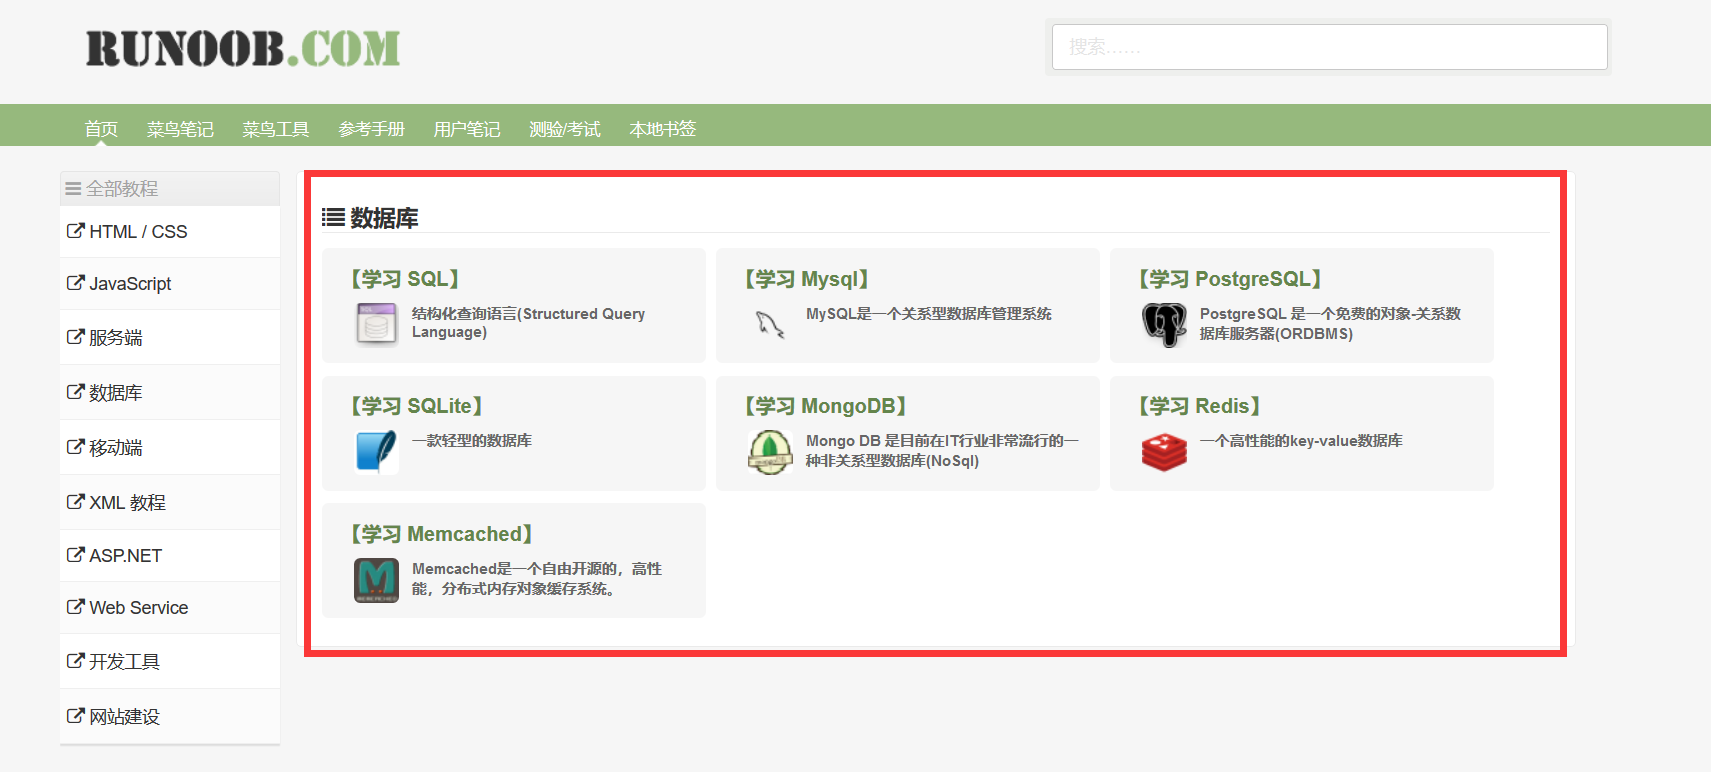 RUNOOB.COM
搜索......
首页 菜鸟笔记 菜鸟工具 参考手册 用户笔记 测验/考试 本地书签
全部教程
HTML / CSS
JavaScript
服务端
数据库
移动端
XML 教程
ASP.NET
Web Service
开发工具
网站建设
数据库
【学习 SQL】
结构化查询语言(Structured Query
Language)
【学习 Mysql】
MySQL是一个关系型数据库管理系统
【学习 PostgreSQL】
PostgreSQL 是一个免费的对象-关系数
据库服务器(ORDBMS)
【学习 SQLite】
一款轻型的数据库
【学习 MongoDB】
Mongo DB 是目前在IT行业非常流行的一
种非关系型数据库(NoSql)
【学习 Redis】
一个高性能的key-value数据库
【学习 Memcached】
Memcached是一个自由开源的，高性
能，分布式内存对象缓存系统。